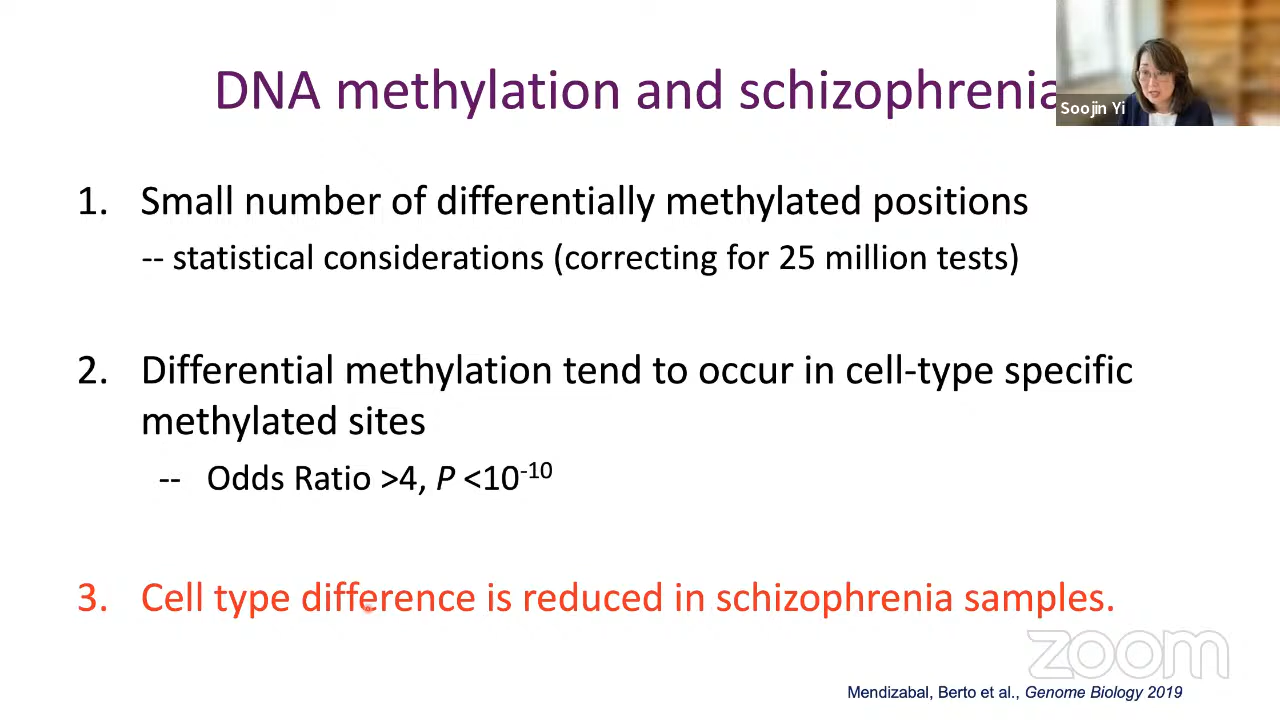 DNA methylation and schizophrenia
Soojin Yi
1. Small number of differentially methylated positions
-- statistical considerations (correcting for 25 million tests)
2. Differential methylation tend to occur in cell-type specific
methylated sites
-- Odds Ratio >4, P <10⁻¹⁰
3. Cell type difference is reduced in schizophrenia samples.
zoom
Mendizabal, Berto et al., Genome Biology 2019